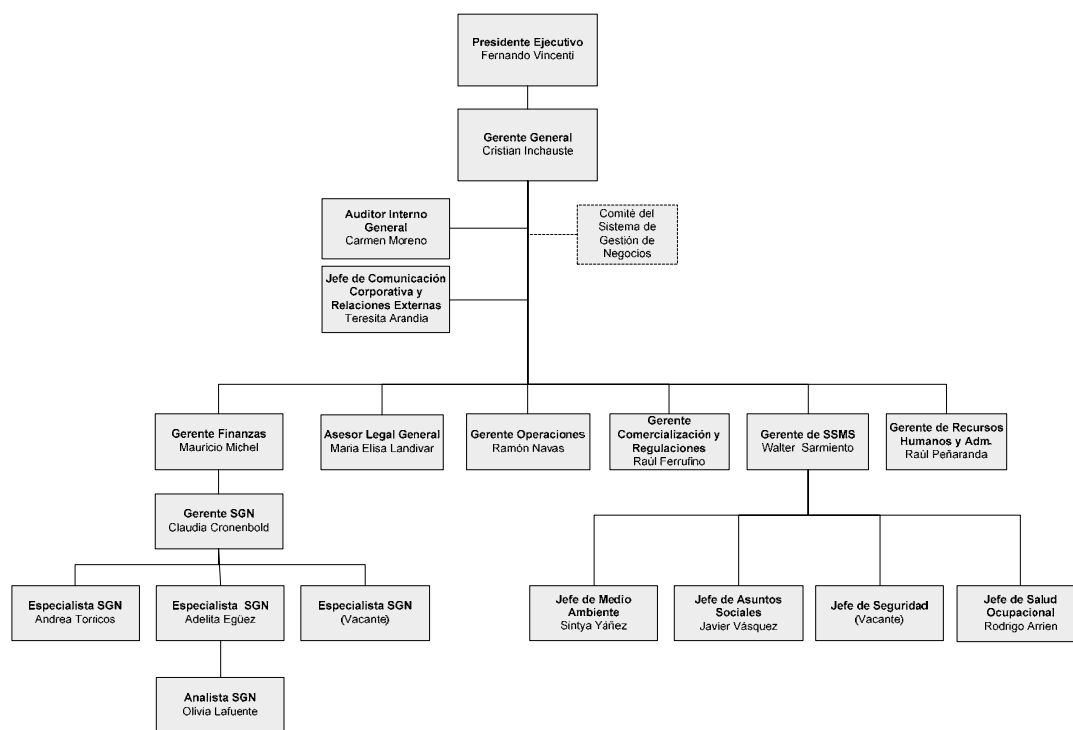 Presidente Ejecutivo
Fernando Vincenti
Gerente General
Cristian Inchauste
Auditor Interno
General
Carmen Moreno
Comité del
Sistema de
Gestión de
Negocios
Jefe de Comunicación
Corporativa y
Relaciones Externas
Teresita Arandia
Gerente Finanzas
Mauricio Michel
Asesor Legal General
Maria Elisa Landivar
Gerente Operaciones
Ramón Navas
Gerente
Comercialización y
Regulaciones
Raúl Ferrufino
Gerente de SSMS
Walter Sarmiento
Gerente de Recursos
Humanos y Adm.
Raúl Peñaranda
Gerente SGN
Claudia Cronenbold
Especialista SGN
Andrea Torricos
Especialista SGN
Adelita Egüez
Especialista SGN
(Vacante)
Jefe de Medio
Ambiente
Sintya Yáñez
Jefe de Asuntos
Sociales
Javier Vásquez
Jefe de Seguridad
(Vacante)
Jefe de Salud
Ocupacional
Rodrigo Arrien
Analista SGN
Olivia Lafuente